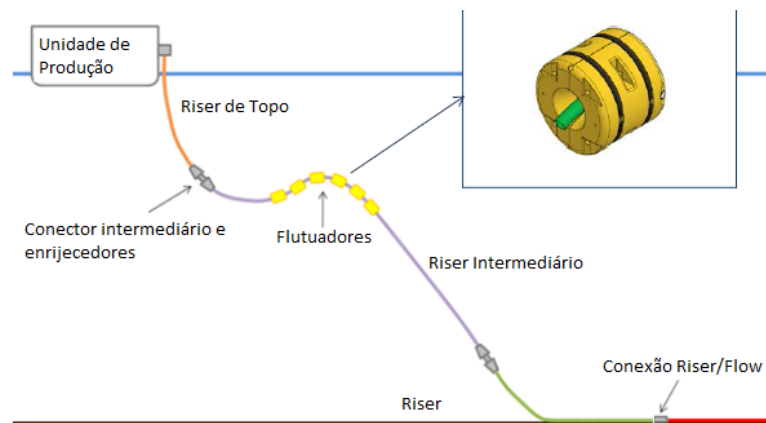 Unidade de
Produção
Riser de Topo
Conector intermediário e
enrijecedores
Flutuadores
Riser Intermediário
Conexão Riser/Flow
Riser